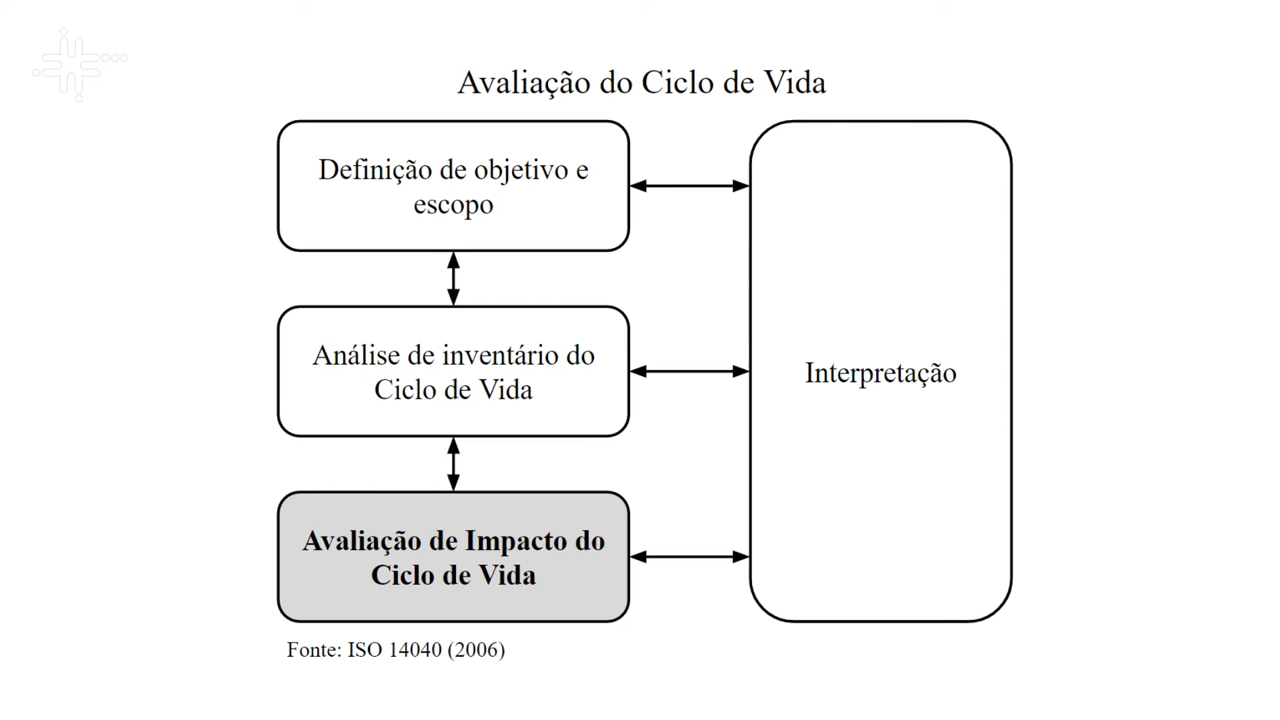 Avaliação do Ciclo de Vida
Definição de objetivo e
escopo
Análise de inventário do
Ciclo de Vida
Interpretação
Avaliação de Impacto do
Ciclo de Vida
Fonte: ISO 14040 (2006)